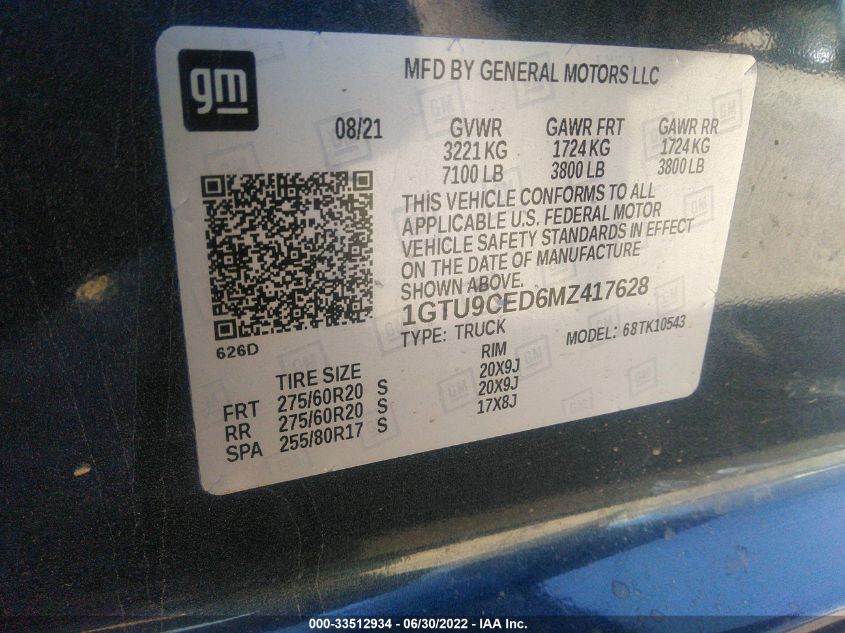 gm
MFD BY GENERAL MOTORS LLC
08/21 GVWR GAWR FRT GAWR RR
3221 KG 1724 KG 1724 KG
7100 LB 3800 LB 3800 LB
THIS VEHICLE CONFORMS TO ALL
APPLICABLE U.S. FEDERAL MOTOR
VEHICLE SAFETY STANDARDS IN EFFECT
ON THE DATE OF MANUFACTURE
SHOWN ABOVE.
1GTU9CED6MZ417628
TYPE: TRUCK MODEL: 68TK10543
626D
TIRE SIZE RIM
FRT 275/60R20 S 20X9J
RR 275/60R20 S 20X9J
SPA 255/80R17 S 17X8J
000-33512934 - 06/30/2022 - © IAA Inc.